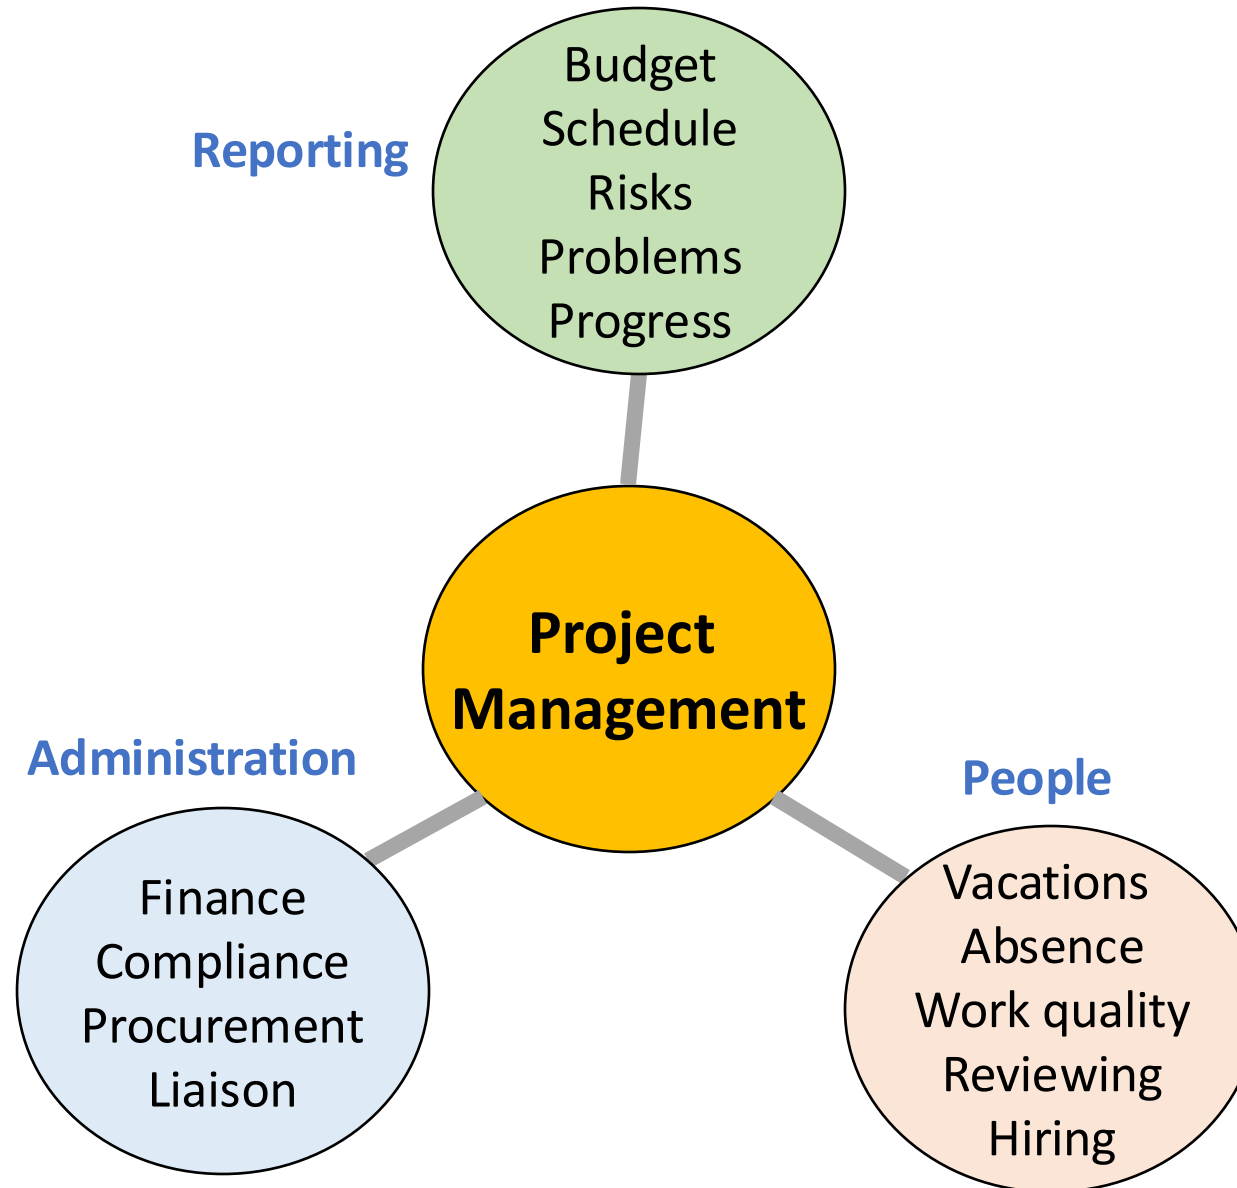 Reporting
Budget
Schedule
Risks
Problems
Progress
Project
Management
Administration
Finance
Compliance
Procurement
Liaison
People
Vacations
Absence
Work quality
Reviewing
Hiring